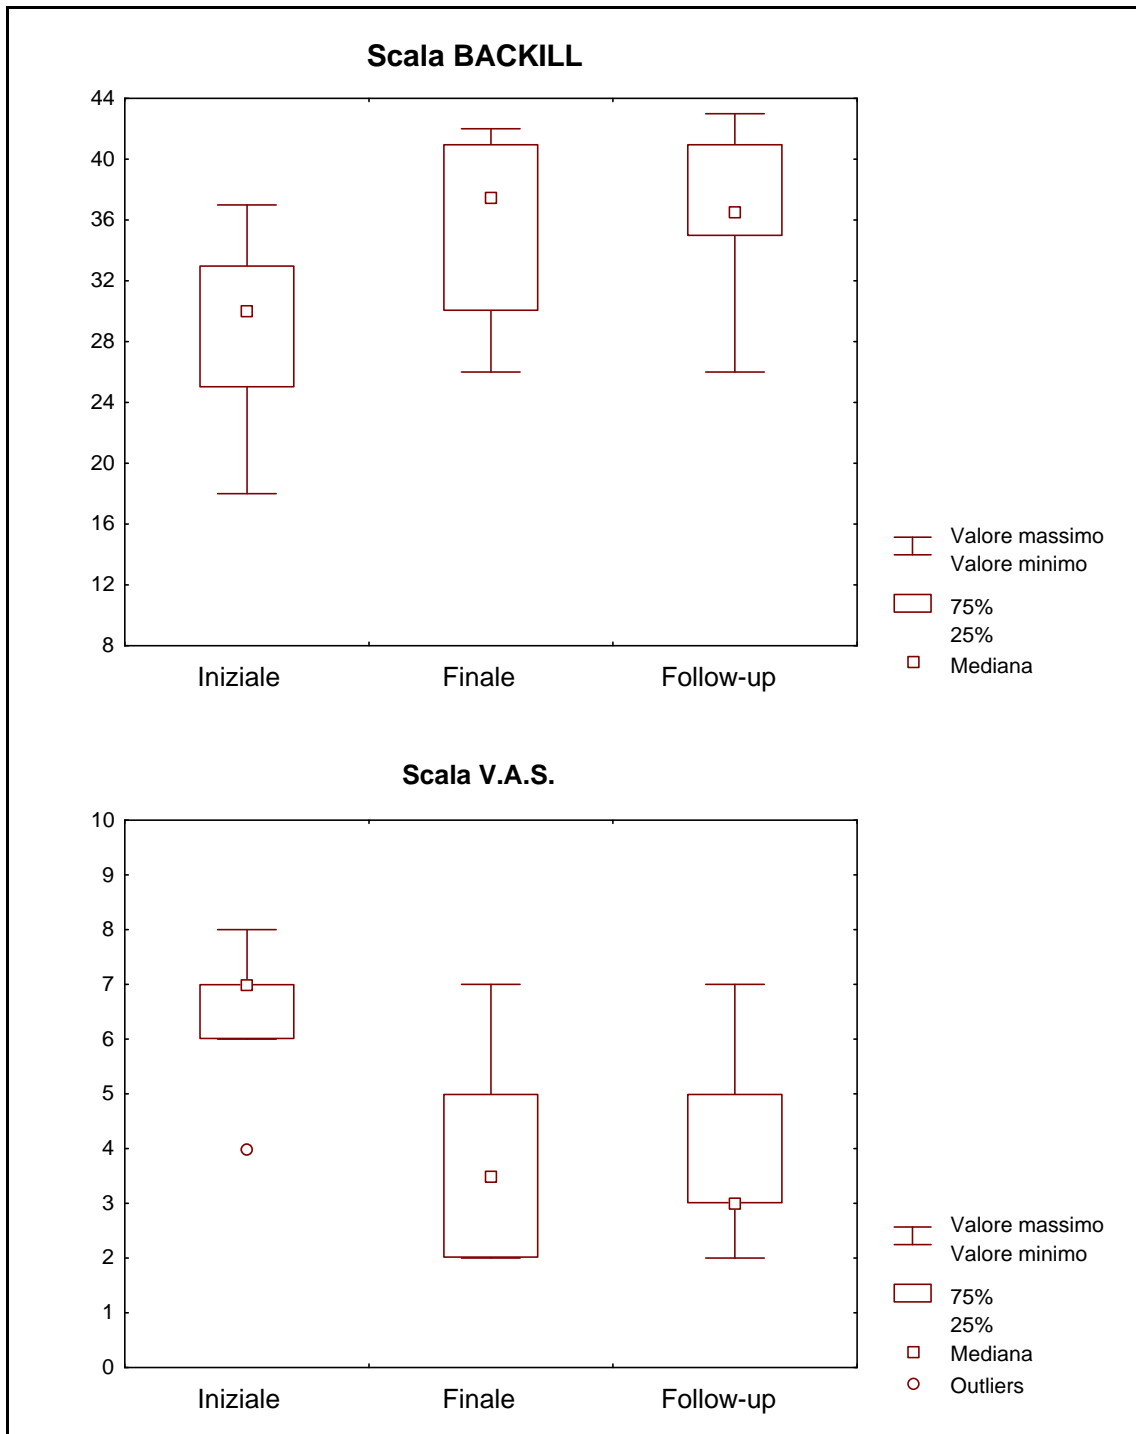 Scala BACKILL
44
40
36
32
28
24
20
16
12
8
Iniziale Finale Follow-up
Valore massimo
Valore minimo
75%
25%
Mediana
Scala V.A.S.
10
9
8
7
6
5
4
3
2
1
0
Iniziale Finale Follow-up
Valore massimo
Valore minimo
75%
25%
Mediana
Outliers